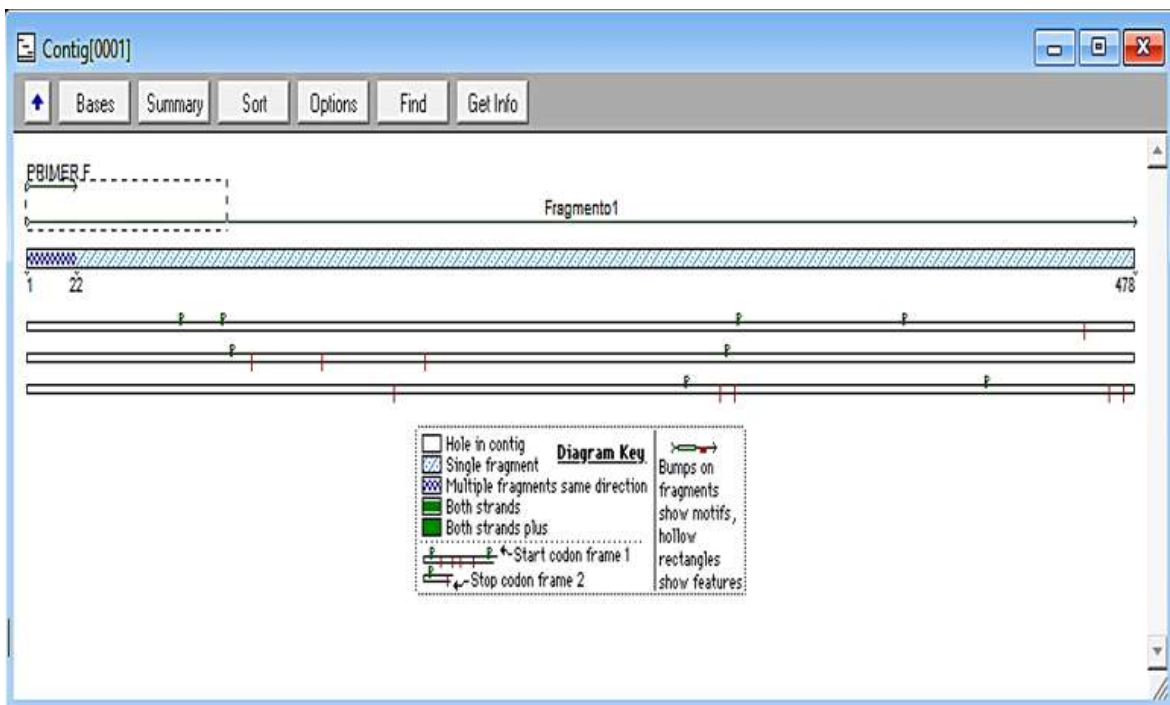 Contig[0001]
Bases Summary Sort Options Find Get Info
PRIMER F
Fragmento1
1 22 478
Diagram Key
Hole in contig
Single fragment
Multiple fragments same direction
Both strands
Both strands plus
Start codon frame 1
Stop codon frame 2
Bumps on
fragments
show motifs,
hollow
rectangles
show features